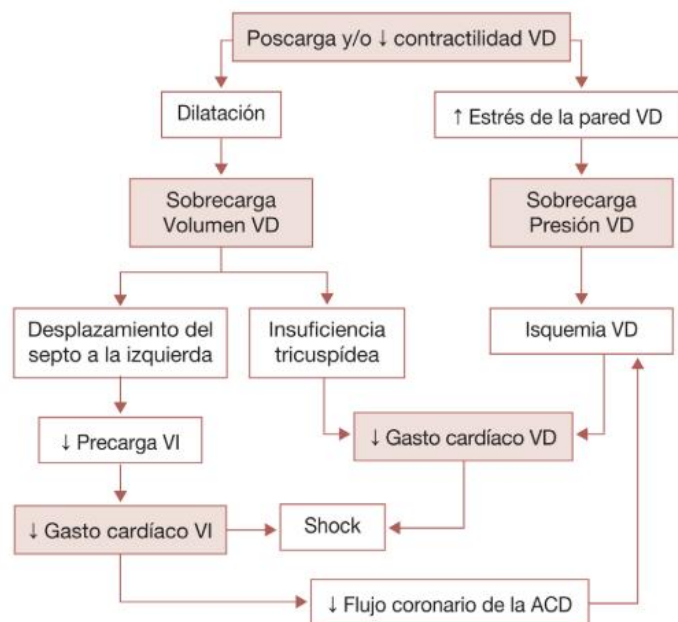 Poscarga y/o ↓ contractilidad VD
Dilatación
↑ Estrés de la pared VD
Sobrecarga
Volumen VD
Sobrecarga
Presión VD
Desplazamiento del
septo a la izquierda
Insuficiencia
tricuspídea
Isquemia VD
↓ Precarga VI
↓ Gasto cardíaco VD
↓ Gasto cardíaco VI
Shock
↓ Flujo coronario de la ACD